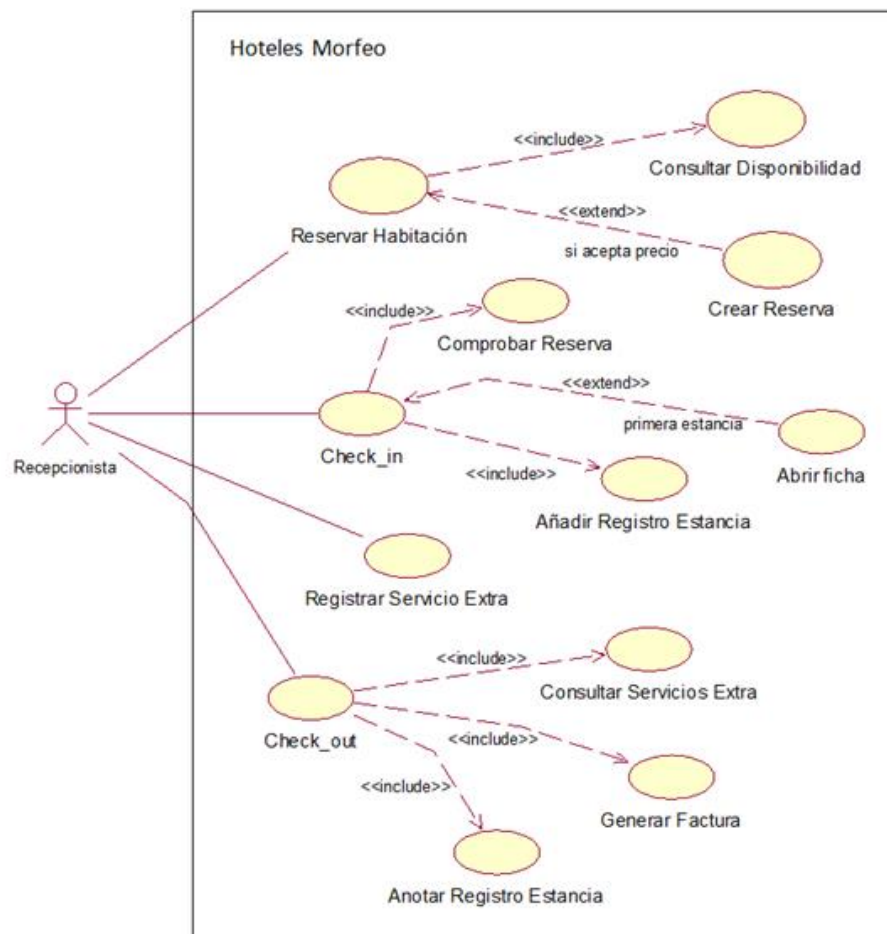 Hoteles Morfeo
<<include>>
Consultar Disponibilidad
<<extend>>
Reservar Habitación
si acepta precio
Crear Reserva
<<include>>
Comprobar Reserva
<<extend>>
primera estancia
Check_in
Recepcionista
<<include>>
Abrir ficha
Añadir Registro Estancia
Registrar Servicio Extra
<<include>>
Consultar Servicios Extra
Check_out
<<include>>
<<include>>
Generar Factura
Anotar Registro Estancia